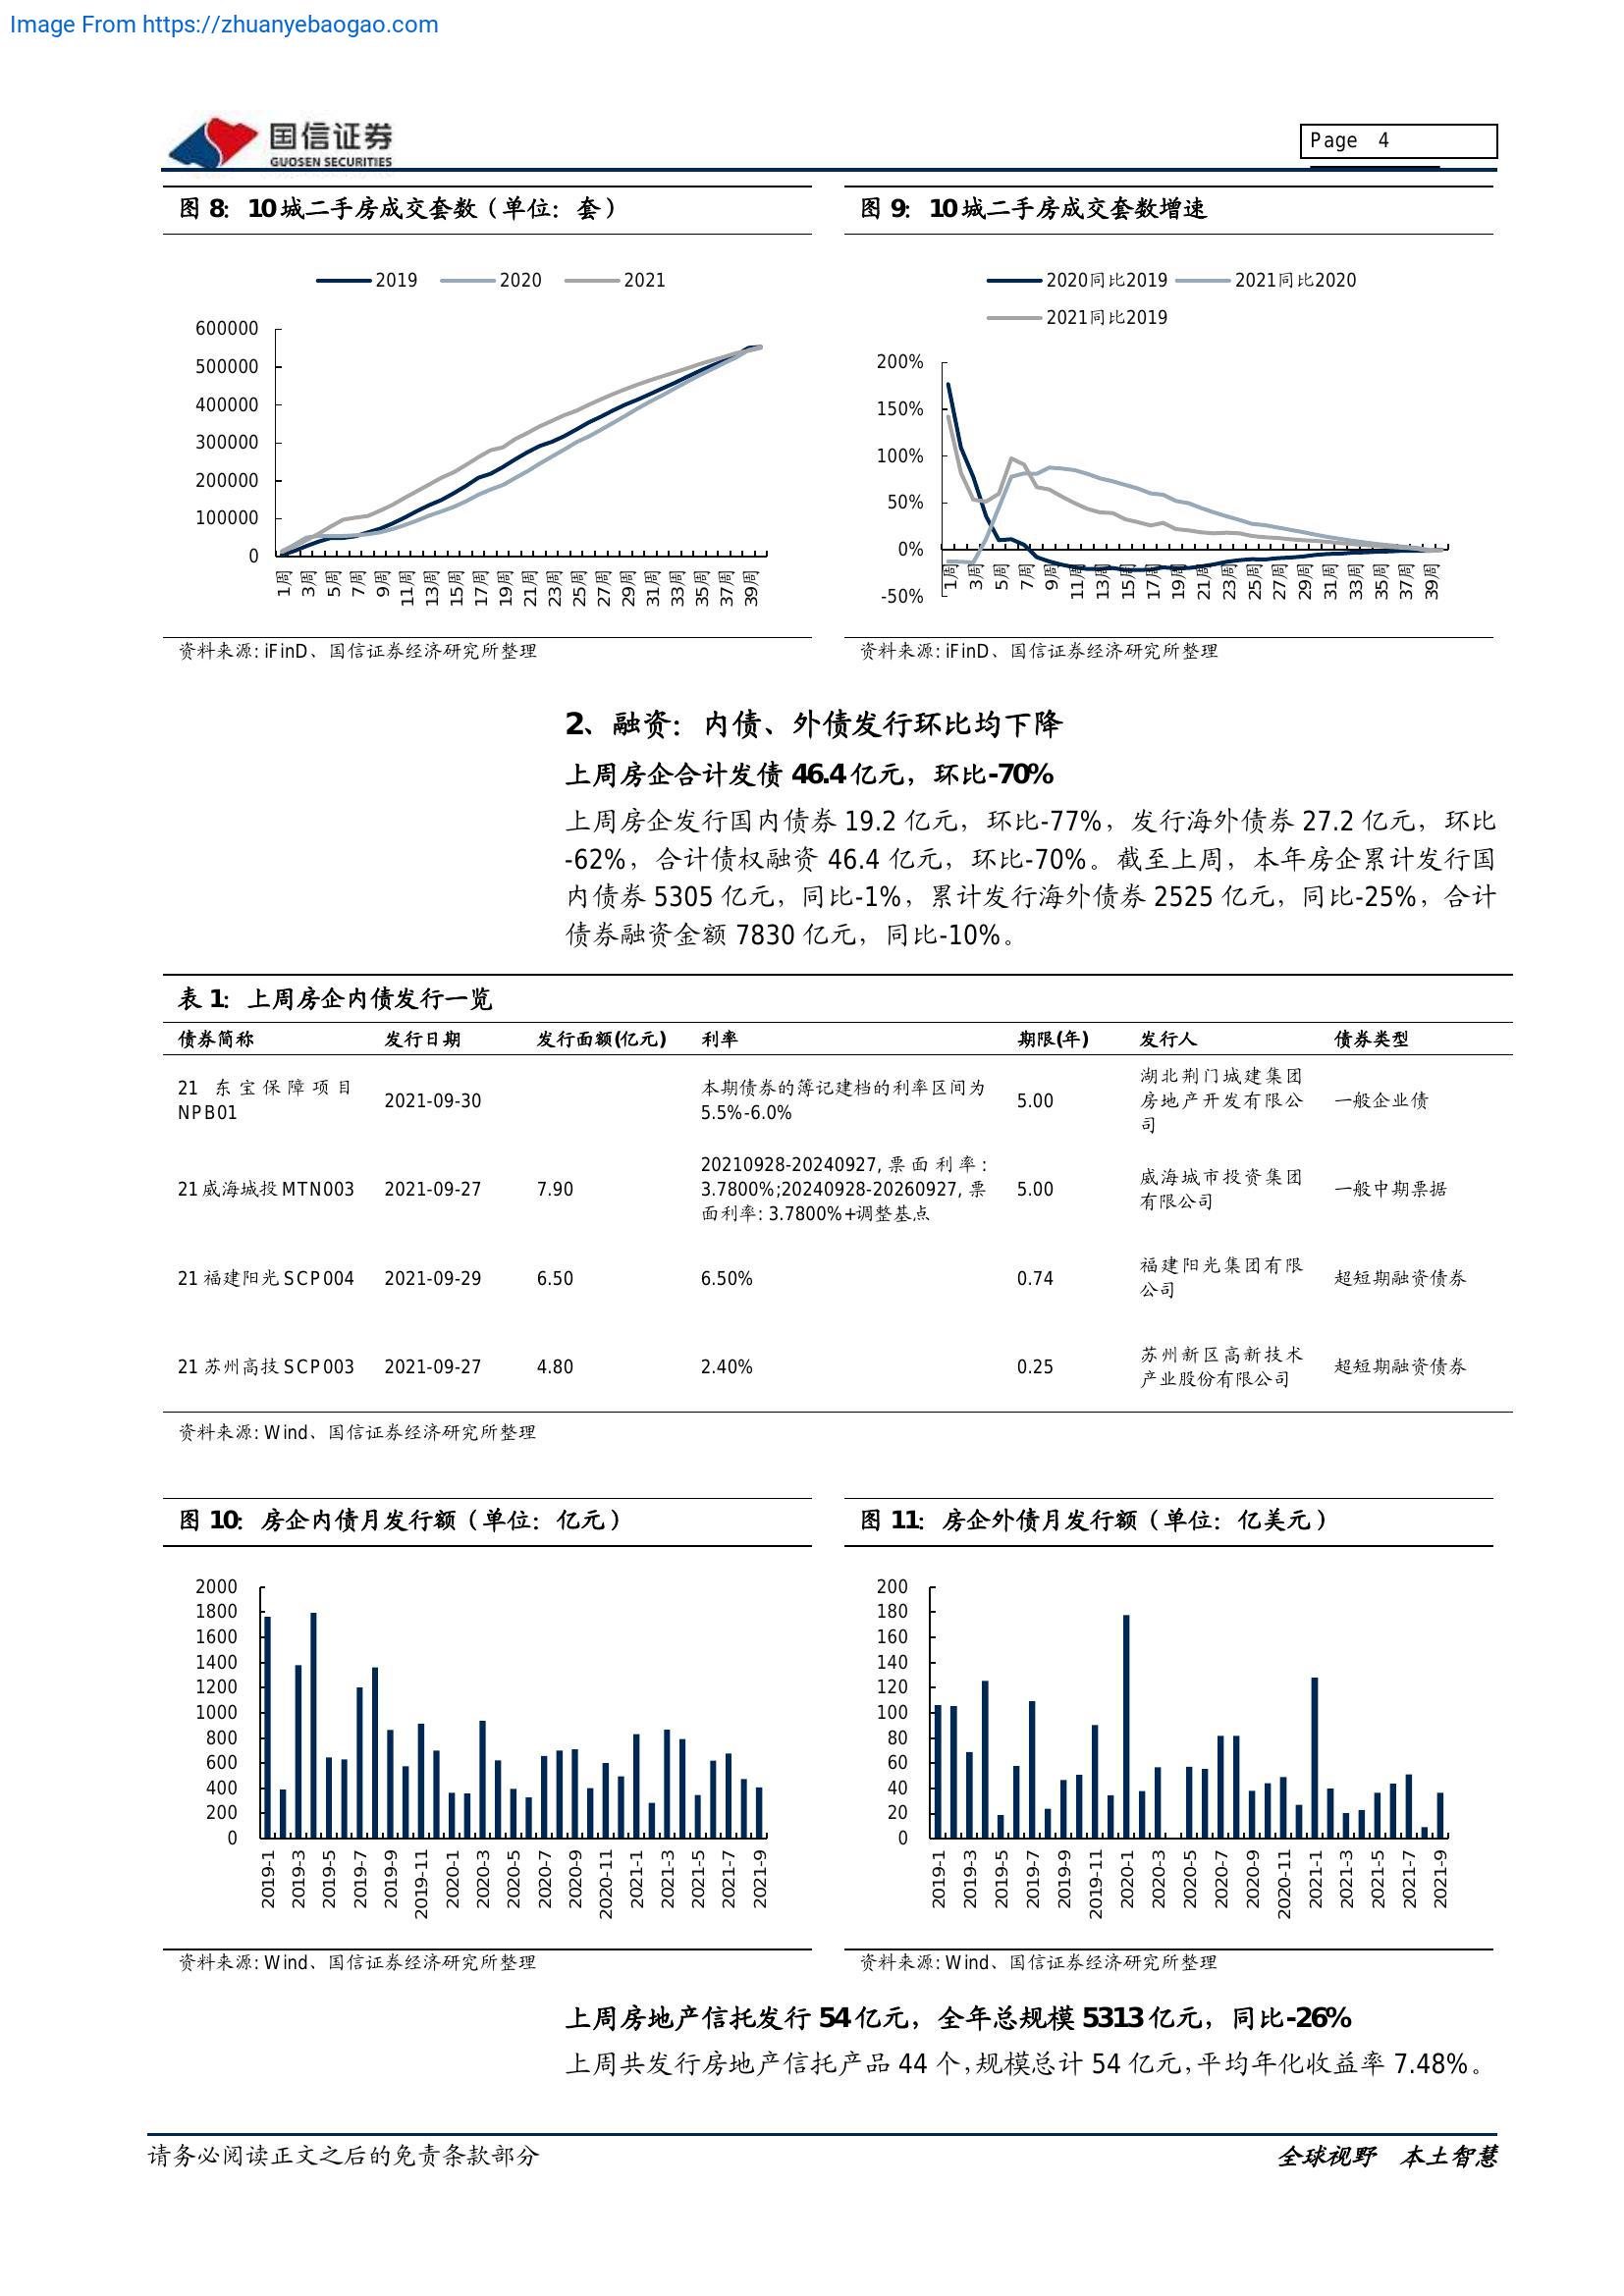 Image From https://zhuanyebaogao.com
国信证券
GUOSEN SECURITIES
Page 4
图 8: 10 城二手房成交套数（单位: 套）
2019 2020 2021
600000
500000
400000
300000
200000
100000
0
1周 3周 5周 7周 9周 11周 13周 15周 17周 19周 21周 23周 25周 27周 29周 31周 33周 35周 37周 39周
资料来源: iFinD、国信证券经济研究所整理
图 9: 10 城二手房成交套数增速
2020同比2019 2021同比2020
2021同比2019
200%
150%
100%
50%
0%
-50%
1周 3周 5周 7周 9周 11周 13周 15周 17周 19周 21周 23周 25周 27周 29周 31周 33周 35周 37周 39周
资料来源: iFinD、国信证券经济研究所整理
2、融资：内债、外债发行环比均下降
上周房企合计发债 46.4 亿元，环比-70%
上周房企发行国内债券 19.2 亿元，环比-77%，发行海外债券 27.2 亿元，环比
-62%，合计债权融资 46.4 亿元，环比-70%。截至上周，本年房企累计发行国
内债券 5305 亿元，同比-1%，累计发行海外债券 2525 亿元，同比-25%，合计
债券融资金额 7830 亿元，同比-10%。
表 1: 上周房企内债发行一览
债券简称 发行日期 发行面额(亿元) 利率 期限(年) 发行人 债券类型
21 东宝保障项目
NPB01
2021-09-30
本期债券的簿记建档的利率区间为
5.5%-6.0%
5.00
湖北荆门城建集团
房地产开发有限公
司
一般企业债
21 威海城投 MTN003
2021-09-27
7.90
20210928-20240927,票面利率:
3.7800%;20240928-20260927,票
面利率: 3.7800%+调整基点
5.00
威海城市投资集团
有限公司
一般中期票据
21 福建阳光 SCP004
2021-09-29
6.50
6.50%
0.74
福建阳光集团有限
公司
超短期融资债券
21 苏州高技 SCP003
2021-09-27
4.80
2.40%
0.25
苏州新区高新技术
产业股份有限公司
超短期融资债券
资料来源: Wind、国信证券经济研究所整理
图 10: 房企内债月发行额（单位: 亿元）
2000
1800
1600
1400
1200
1000
800
600
400
200
0
2019-1 2019-3 2019-5 2019-7 2019-9 2019-11 2020-1 2020-3 2020-5 2020-7 2020-9 2020-11 2021-1 2021-3 2021-5 2021-7 2021-9
资料来源: Wind、国信证券经济研究所整理
图 11: 房企外债月发行额（单位: 亿美元）
200
180
160
140
120
100
80
60
40
20
0
2019-1 2019-3 2019-5 2019-7 2019-9 2019-11 2020-1 2020-3 2020-5 2020-7 2020-9 2020-11 2021-1 2021-3 2021-5 2021-7 2021-9
资料来源: Wind、国信证券经济研究所整理
上周房地产信托发行 54 亿元，全年总规模 5313 亿元，同比-26%
上周共发行房地产信托产品 44 个,规模总计 54 亿元,平均年化收益率 7.48%。
请务必阅读正文之后的免责条款部分
全球视野 本土智慧